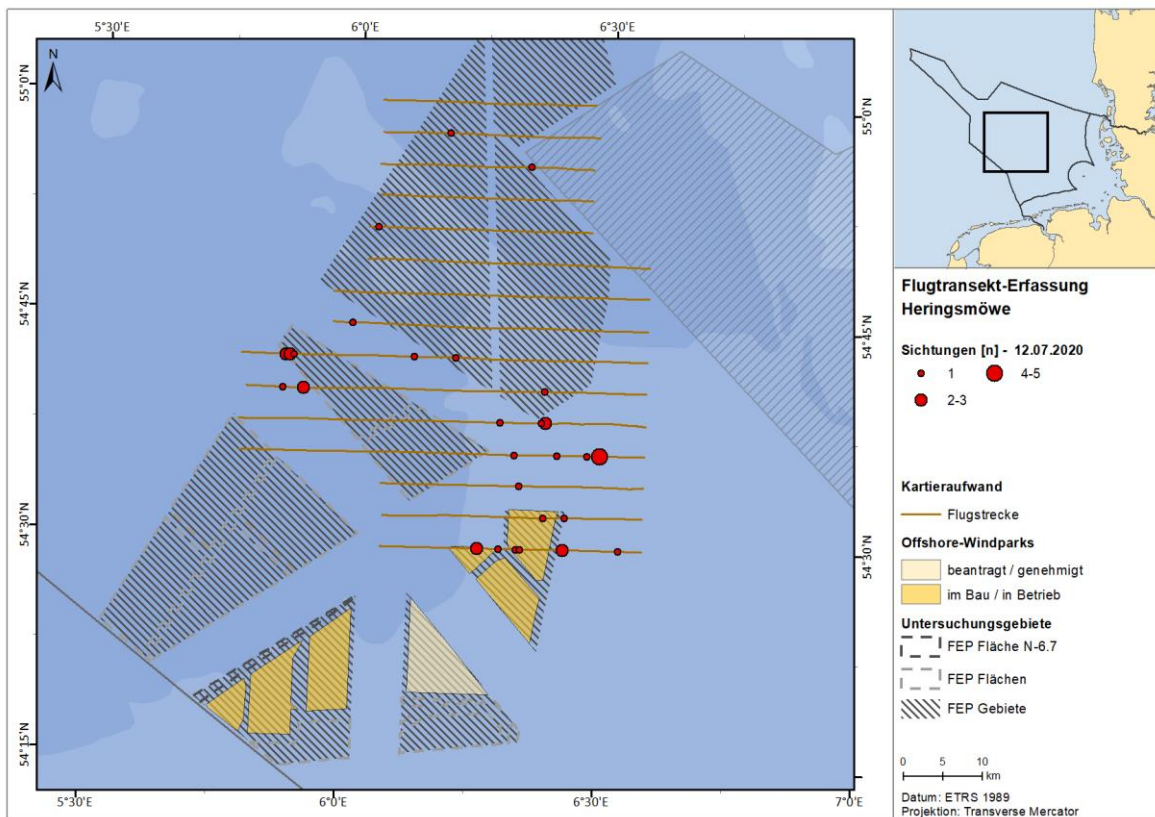 5°30'E
6°0'E
6°30'E
N
55°0'N
54°45'N
54°30'N
54°15'N
55°0'N
54°45'N
54°30'N
5°30'E
6°0'E
6°30'E
7°0'E
Flugtransekt-Erfassung
Heringsmöwe
Sichtungen [n] - 12.07.2020
1
4-5
2-3
Kartieraufwand
Flugstrecke
Offshore-Windparks
beantragt / genehmigt
im Bau / in Betrieb
Untersuchungsgebiete
FEP Fläche N-6.7
FEP Flächen
FEP Gebiete
0 5 10
km
Datum: ETRS 1989
Projektion: Transverse Mercator